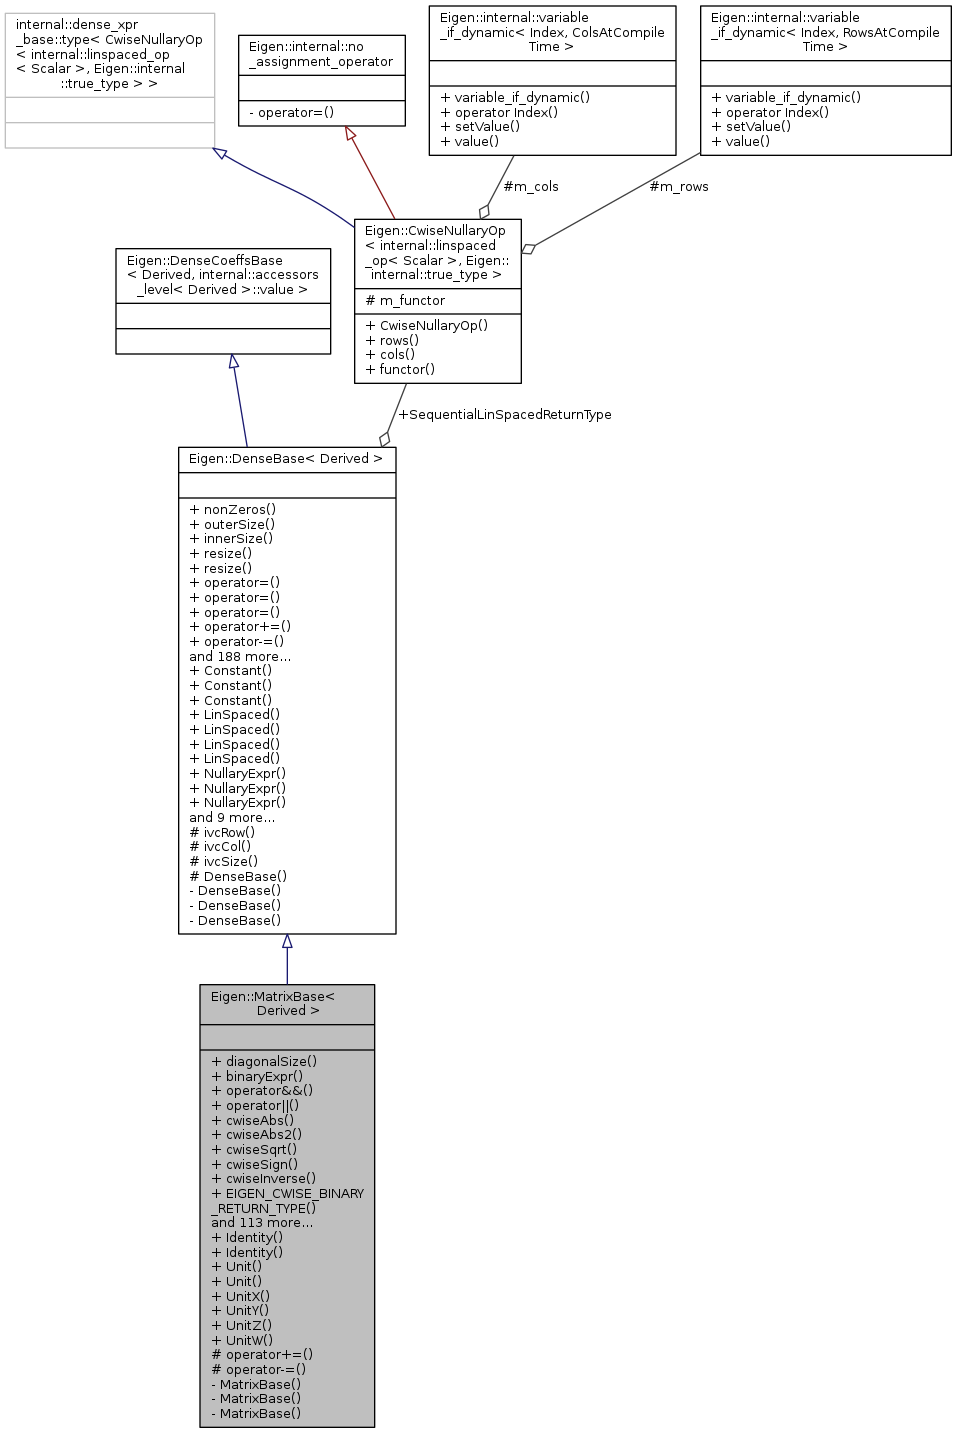 internal::dense_xpr
_base::type< CwiseNullaryOp
< internal::linspaced_op
< Scalar >, Eigen::internal
::true_type > >
Eigen::internal::no
_assignment_operator
- operator=()
Eigen::internal::variable
_if_dynamic< Index, ColsAtCompile
Time >
+ variable_if_dynamic()
+ operator Index()
+ setValue()
+ value()
Eigen::internal::variable
_if_dynamic< Index, RowsAtCompile
Time >
+ variable_if_dynamic()
+ operator Index()
+ setValue()
+ value()
#m_cols
#m_rows
Eigen::CwiseNullaryOp
< internal::linspaced
_op< Scalar >, Eigen::
internal::true_type >
# m_functor
+ CwiseNullaryOp()
+ rows()
+ cols()
+ functor()
Eigen::DenseCoeffsBase
< Derived, internal::accessors
_level< Derived >::value >
+SequentialLinSpacedReturnType
Eigen::DenseBase< Derived >
+ nonZeros()
+ outerSize()
+ innerSize()
+ resize()
+ resize()
+ operator=()
+ operator=()
+ operator=()
+ operator+=()
+ operator-=()
and 188 more...
+ Constant()
+ Constant()
+ Constant()
+ LinSpaced()
+ LinSpaced()
+ LinSpaced()
+ LinSpaced()
+ NullaryExpr()
+ NullaryExpr()
+ NullaryExpr()
and 9 more...
# ivcRow()
# ivcCol()
# ivcSize()
# DenseBase()
- DenseBase()
- DenseBase()
- DenseBase()
Eigen::MatrixBase<
Derived >
+ diagonalSize()
+ binaryExpr()
+ operator&&()
+ operator||()
+ cwiseAbs()
+ cwiseAbs2()
+ cwiseSqrt()
+ cwiseSign()
+ cwiseInverse()
+ EIGEN_CWISE_BINARY
_RETURN_TYPE()
and 113 more...
+ Identity()
+ Identity()
+ Unit()
+ Unit()
+ UnitX()
+ UnitY()
+ UnitZ()
+ UnitW()
# operator+=()
# operator-=()
- MatrixBase()
- MatrixBase()
- MatrixBase()